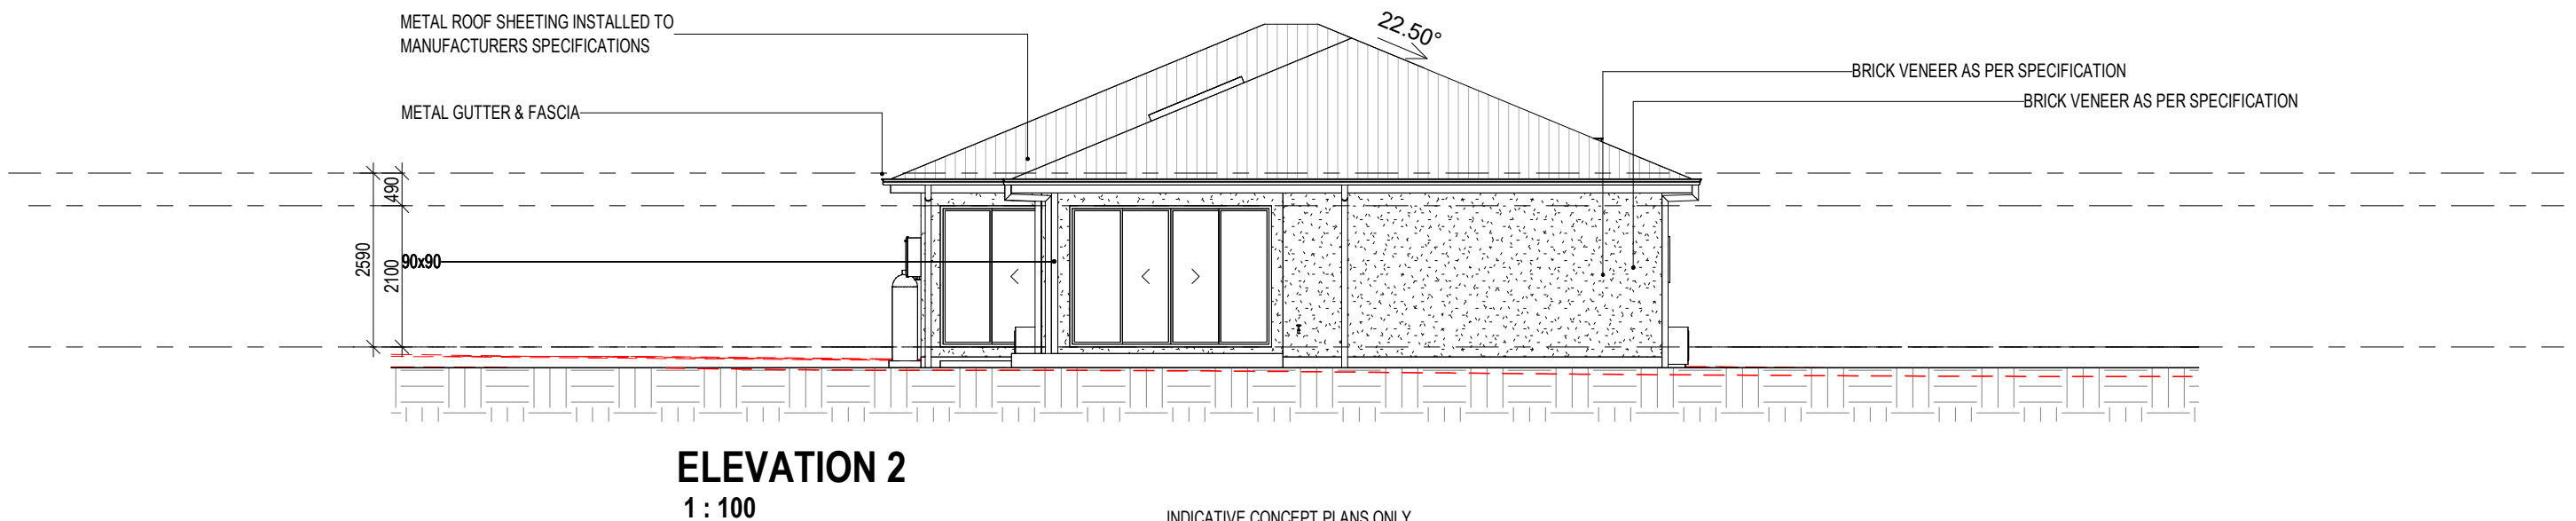 METAL ROOF SHEETING INSTALLED TO
MANUFACTURERS SPECIFICATIONS
22.50°
BRICK VENEER AS PER SPECIFICATION
BRICK VENEER AS PER SPECIFICATION
METAL GUTTER & FASCIA
490
2590
2100
90x90
ELEVATION 2
1 : 100
INDICATIVE CONCEPT PLANS ONLY